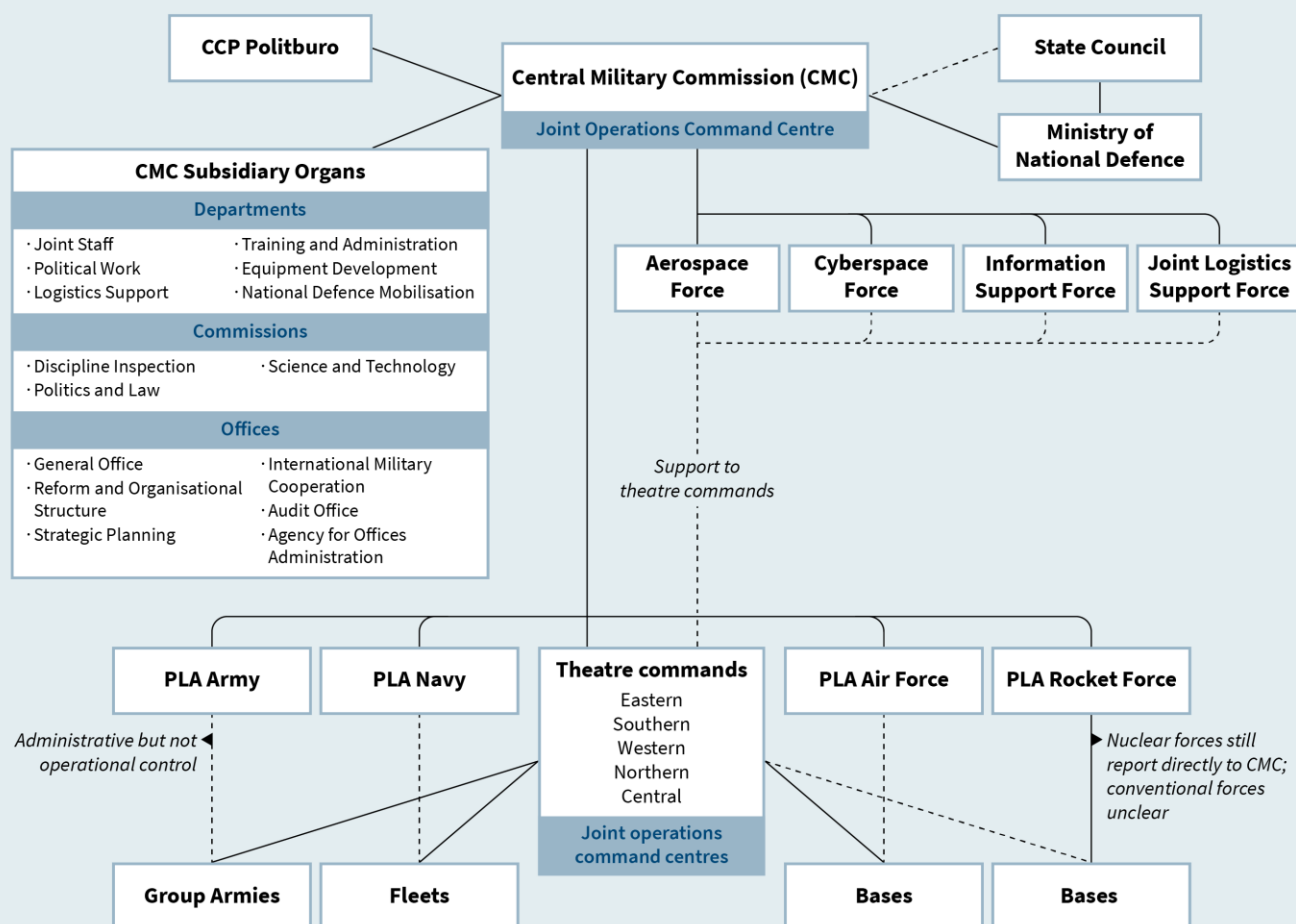 CCP Politburo
Central Military Commission (CMC)
Joint Operations Command Centre
State Council
Ministry of
National Defence
CMC Subsidiary Organs
Departments
· Joint Staff
· Political Work
· Logistics Support
· Training and Administration
· Equipment Development
· National Defence Mobilisation
Commissions
· Discipline Inspection
· Politics and Law
· Science and Technology
Offices
· General Office
· Reform and Organisational
Structure
· Strategic Planning
· International Military
Cooperation
· Audit Office
· Agency for Offices
Administration
Aerospace
Force
Cyberspace
Force
Information
Support Force
Joint Logistics
Support Force
Support to
theatre commands
PLA Army
PLA Navy
Theatre commands
Eastern
Southern
Western
Northern
Central
Joint operations
command centres
PLA Air Force
PLA Rocket Force
Administrative but not
operational control
Nuclear forces still
report directly to CMC;
conventional forces
unclear
Group Armies
Fleets
Bases
Bases